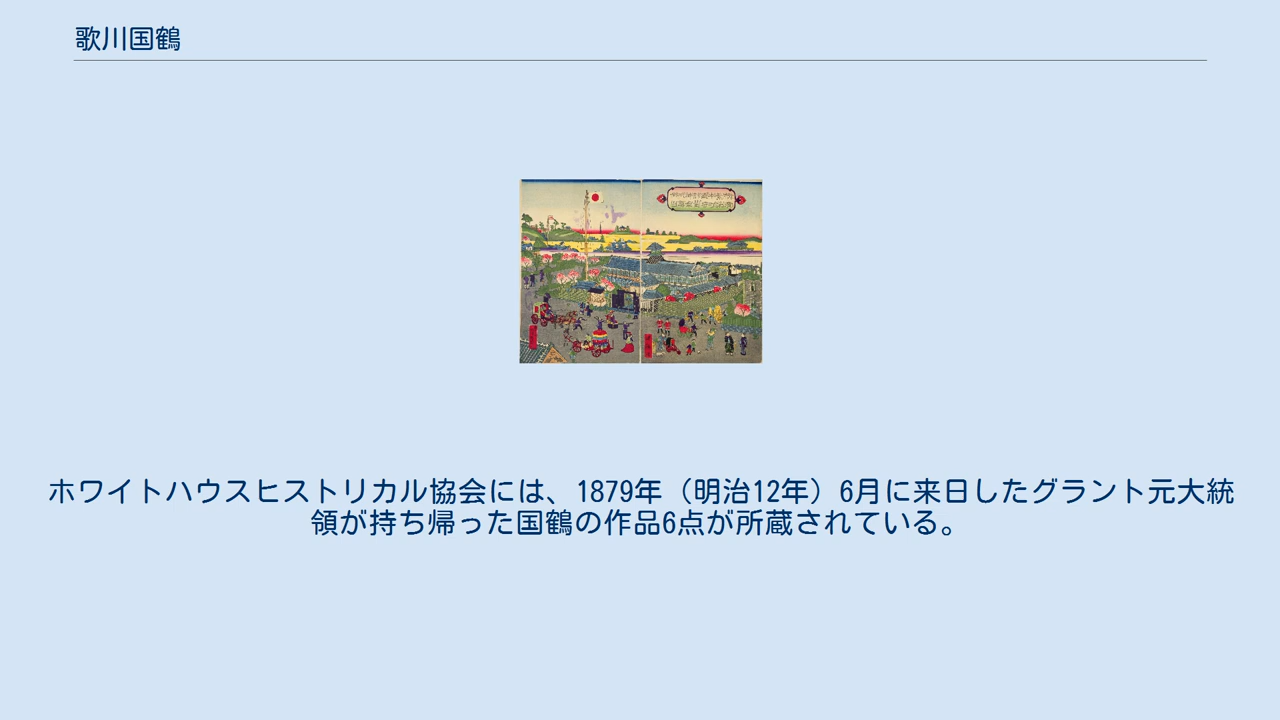 歌川国鶴
ホワイトハウスヒストリカル協会には、1879年（明治12年）6月に来日したグラント元大統
領が持ち帰った国鶴の作品6点が所蔵されている。